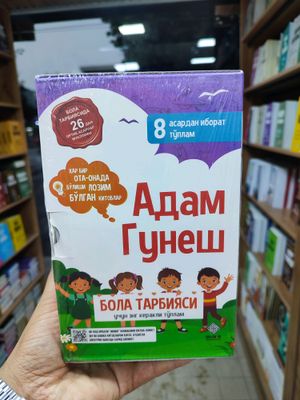 БОЛА
ТАРБИЯСИДА
26
8 асардан иборат
тўплам
ҲАР БИР
ОТА-ОНАДА
БЎЛИШИ ЛОЗИМ
БЎЛГАН КИТОБЛАР
Адам
Гунеш
БОЛА ТАРБИЯСИ
учун энг керакли тўплам